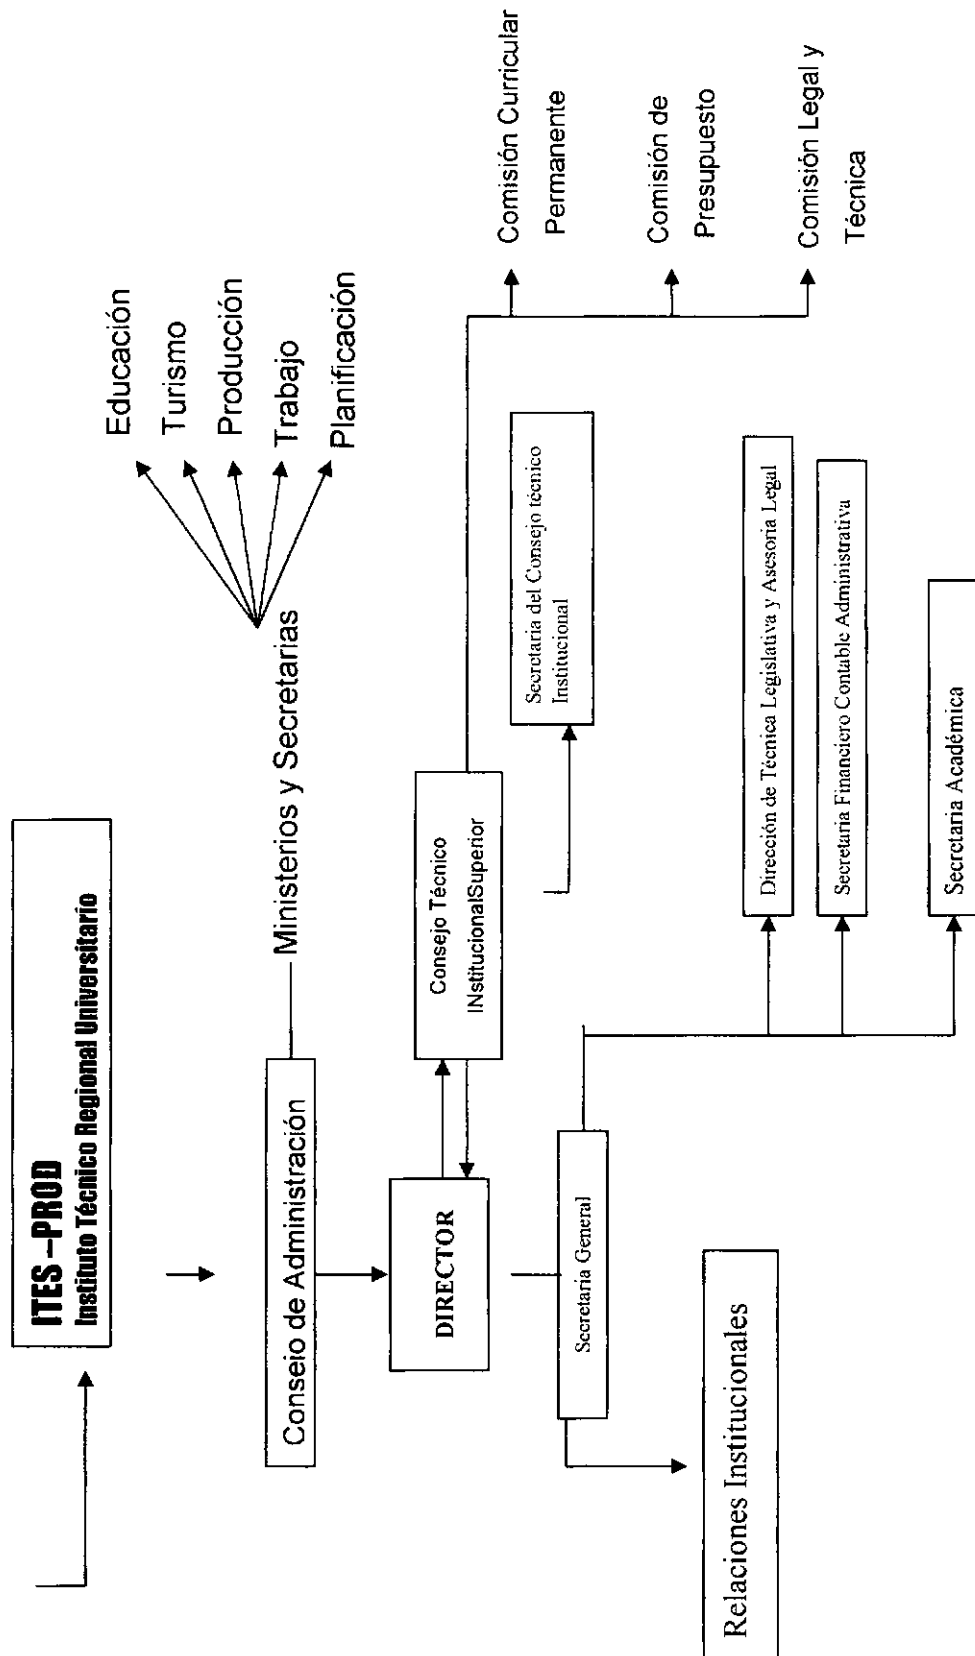 ITES –PROD
Instituto Técnico Regional Universitario
Consejo de Administración
Ministerios y Secretarias
Educación
Turismo
Producción
Trabajo
Planificación
DIRECTOR
Consejo Técnico
INstitucionalSuperior
Comisión Curricular
Permanente
Comisión de
Presupuesto
Comisión Legal y
Técnica
Secretaria del Consejo técnico
Institucional
Secretaria General
Relaciones Institucionales
Dirección de Técnica Legislativa y Asesoria Legal
Secretaria Financiero Contable Administrativa
Secretaria Académica